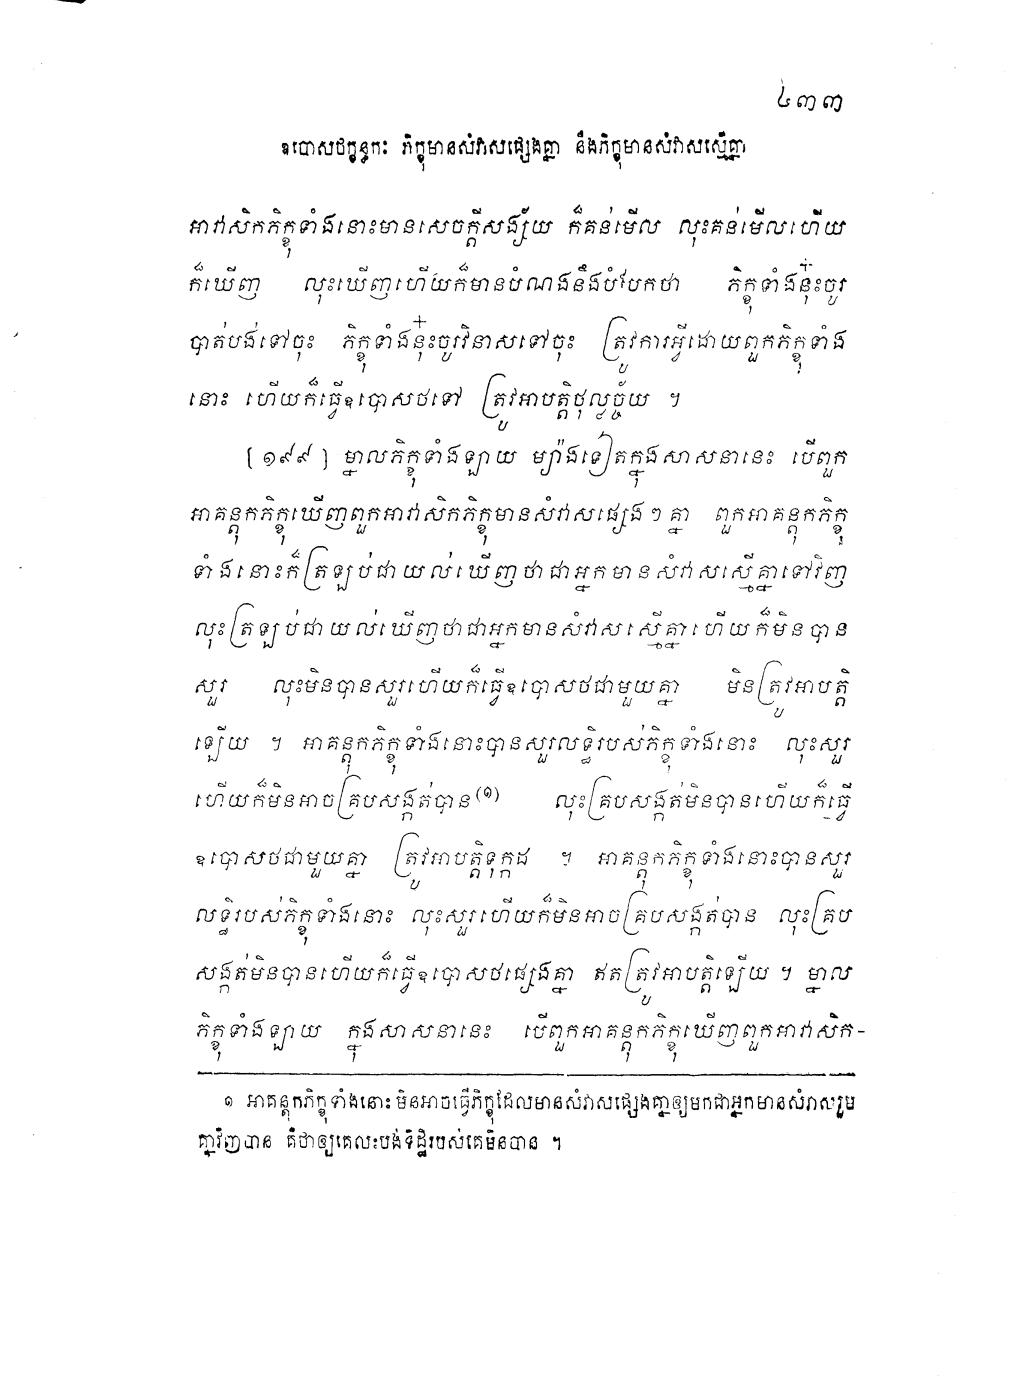 ៤៣៣
ឧបោសថក្ខន្ធកៈ ភិក្ខុមានសំវាសផ្សេងគ្នា នឹងភិក្ខុមានសំវាសស្មើគ្នា
អាវាសិកភិក្ខុទាំងនោះមានសេចក្តីសង្ស័យ ក៏គន់មើល លុះគន់មើលហើយ
ក៏ឃើញ លុះឃើញហើយក៏មានបំណងនឹងបំបែកថា ភិក្ខុទាំងនុ៎ះចូរ
បាត់បង់ទៅចុះ ភិក្ខុទាំងនុ៎ះចូរវិនាសទៅចុះ ត្រូវការអ្វីដោយពួកភិក្ខុទាំង
នោះ ហើយក៏ធ្វើឧបោសថទៅ ត្រូវអាបត្តិថុល្លច្ច័យ ។
[ ១៩៩ ] ម្នាលភិក្ខុទាំងឡាយ ម្យ៉ាងទៀតក្នុងសាសនានេះ បើពួក
អាគន្តុកភិក្ខុឃើញពួកអាវាសិកភិក្ខុមានសំវាសផ្សេងៗគ្នា ពួកអាគន្តុកភិក្ខុ
ទាំងនោះក៏ត្រឡប់ជាយល់ឃើញថាជាអ្នកមានសំវាសស្មើគ្នាទៅវិញ
លុះត្រឡប់ជាយល់ឃើញថាជាអ្នកមានសំវាសស្មើគ្នាហើយក៏មិនបាន
សួរ លុះមិនបានសួរហើយក៏ធ្វើឧបោសថជាមួយគ្នា មិនត្រូវអាបត្តិ
ឡើយ ។ អាគន្តុកភិក្ខុទាំងនោះបានសួរលទ្ធិរបស់ភិក្ខុទាំងនោះ លុះសួរ
ហើយក៏មិនអាចគ្របសង្កត់បាន(១) លុះគ្របសង្កត់មិនបានហើយក៏ធ្វើ
ឧបោសថជាមួយគ្នា ត្រូវអាបត្តិទុក្កដ ។ អាគន្តុកភិក្ខុទាំងនោះបានសួរ
លទ្ធិរបស់ភិក្ខុទាំងនោះ លុះសួរហើយក៏មិនអាចគ្របសង្កត់បាន លុះគ្រប
សង្កត់មិនបានហើយក៏ធ្វើឧបោសថផ្សេងគ្នា ឥតត្រូវអាបត្តិឡើយ ។ ម្នាល
ភិក្ខុទាំងឡាយ ក្នុងសាសនានេះ បើពួកអាគន្តុកភិក្ខុឃើញពួកអាវាសិក-
១ អាគន្តុកភិក្ខុទាំងនោះមិនអាចធ្វើភិក្ខុដែលមានសំវាសផ្សេងគ្នាឲ្យមកជាអ្នកមានសំវាសរួម
គ្នាវិញបាន គឺថាឲ្យគេលះបង់ទិដ្ឋិរបស់គេមិនបាន ។